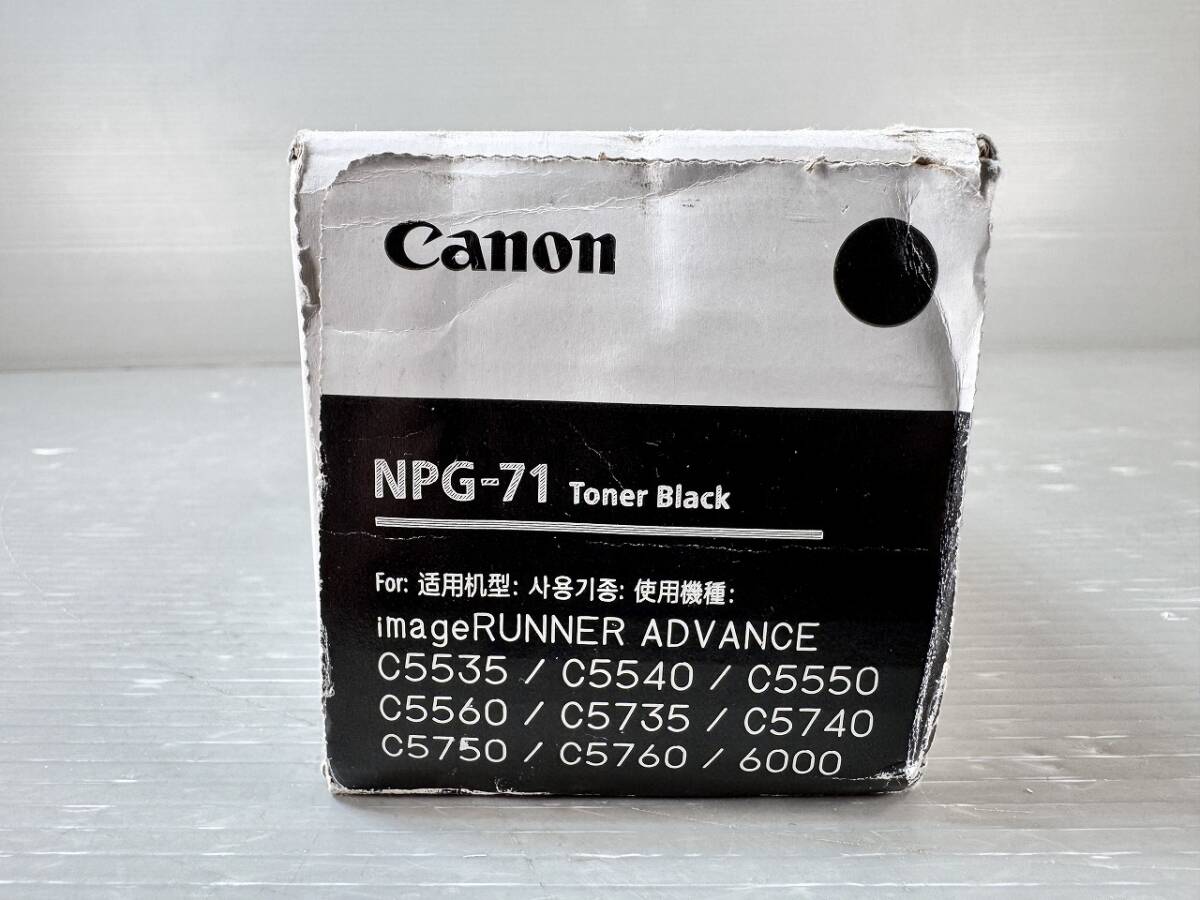 Canon
NPG-71 Toner Black
For: 适用机型: 사용기종: 使用機種:
imageRUNNER ADVANCE
C5535 / C5540 / C5550
C5560 / C5735 / C5740
C5750 / C5760 / 6000